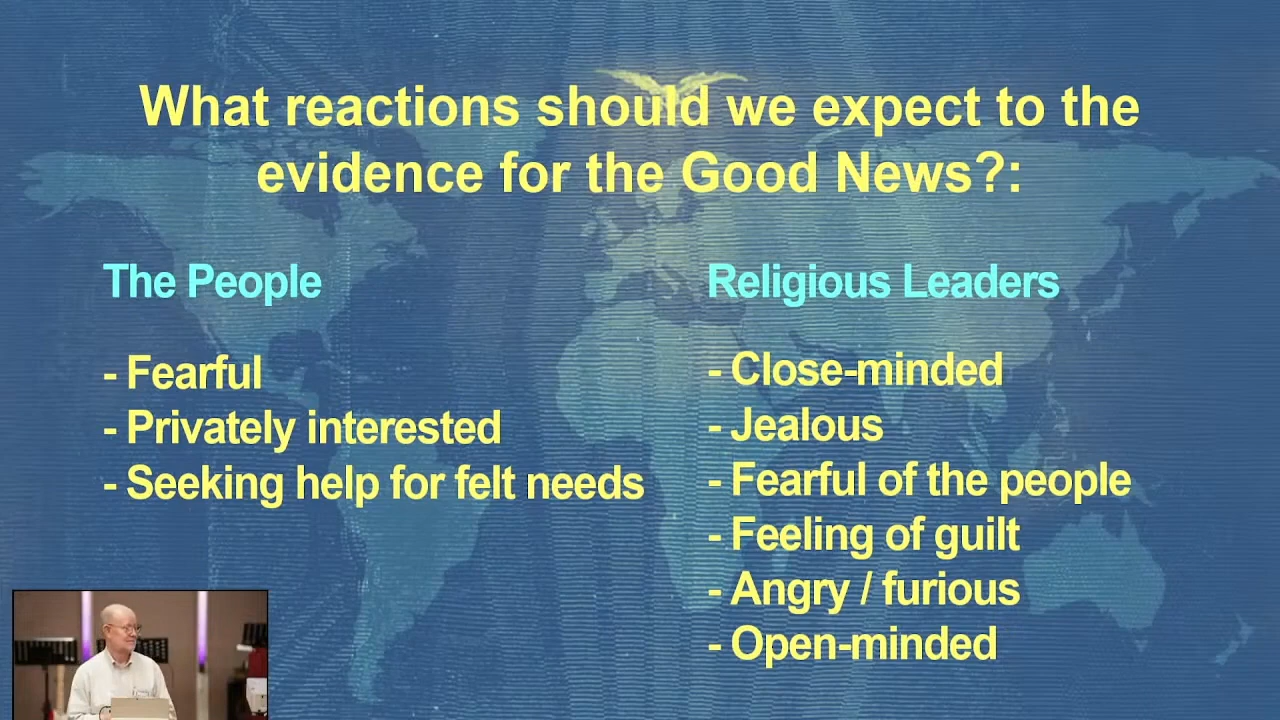 What reactions should we expect to the
evidence for the Good News?:
The People
- Fearful
- Privately interested
- Seeking help for felt needs
Religious Leaders
- Close-minded
- Jealous
- Fearful of the people
- Feeling of guilt
- Angry / furious
- Open-minded